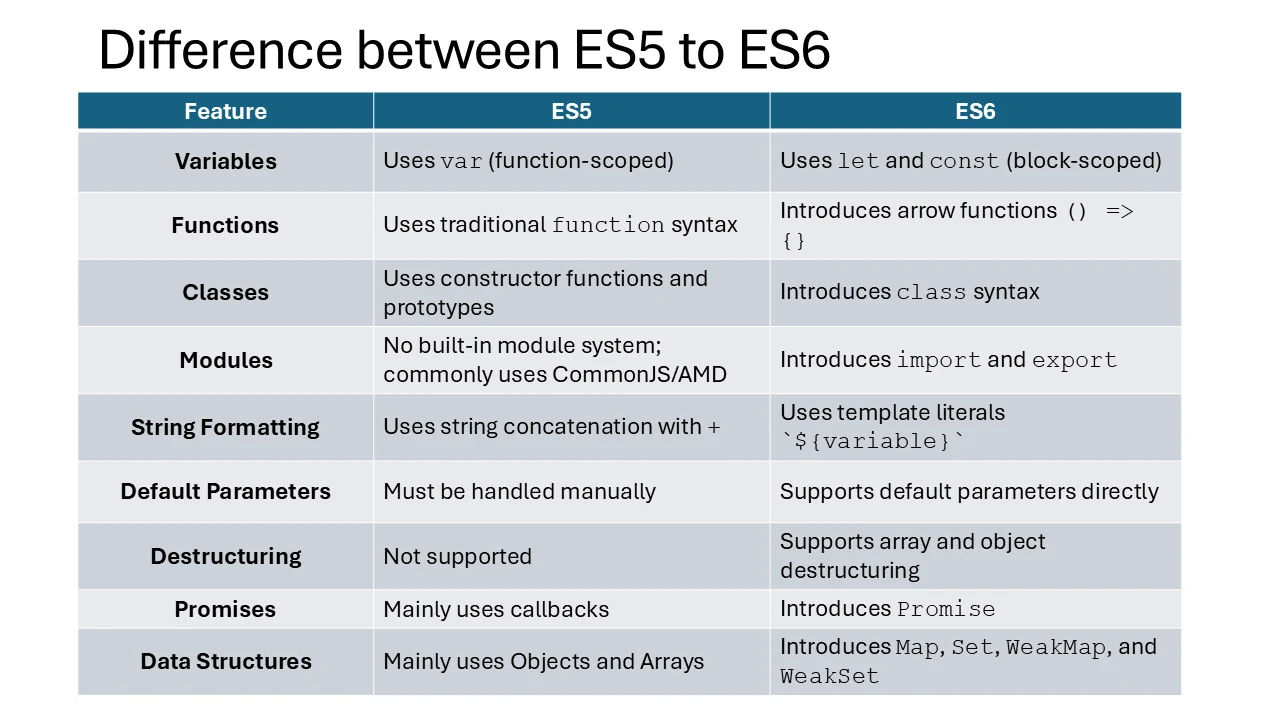 Difference between ES5 to ES6
Feature ES5 ES6
Variables Uses var (function-scoped) Uses let and const (block-scoped)
Functions Uses traditional function syntax Introduces arrow functions () =>
{}
Classes Uses constructor functions and
prototypes Introduces class syntax
Modules No built-in module system;
commonly uses CommonJS/AMD Introduces import and export
String Formatting Uses string concatenation with + Uses template literals
`${variable}`
Default Parameters Must be handled manually Supports default parameters directly
Destructuring Not supported Supports array and object
destructuring
Promises Mainly uses callbacks Introduces Promise
Data Structures Mainly uses Objects and Arrays Introduces Map, Set, WeakMap, and
WeakSet